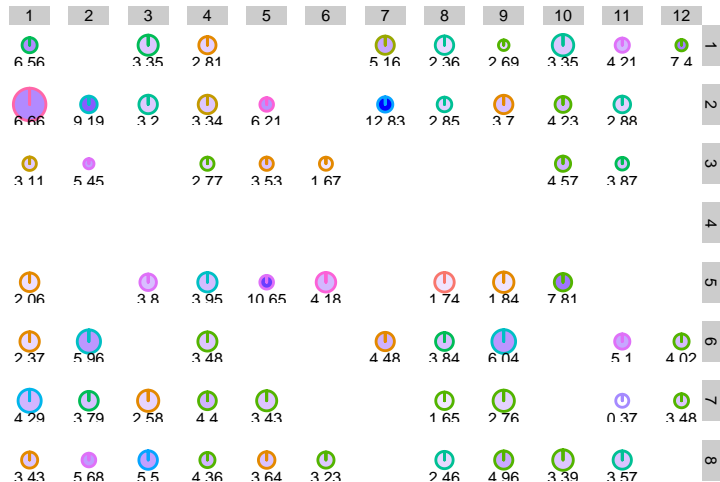 1 2 3 4 5 6 7 8 9 10 11 12
6.56 3.35 2.81 5.16 2.36 2.69 3.35 4.21 7.4 1
6.66 9.19 3.2 3.34 6.21 12.83 2.85 3.7 4.23 2.88 2
3.11 5.45 2.77 3.53 1.67 4.57 3.87 3
4
2.06 3.8 3.95 10.65 4.18 1.74 1.84 7.81 5
2.37 5.96 3.48 4.48 3.84 6.04 5.1 4.02 6
4.29 3.79 2.58 4.4 3.43 1.65 2.76 0.37 3.48 7
3.43 5.68 5.5 4.36 3.64 3.23 2.46 4.96 3.39 3.57 8